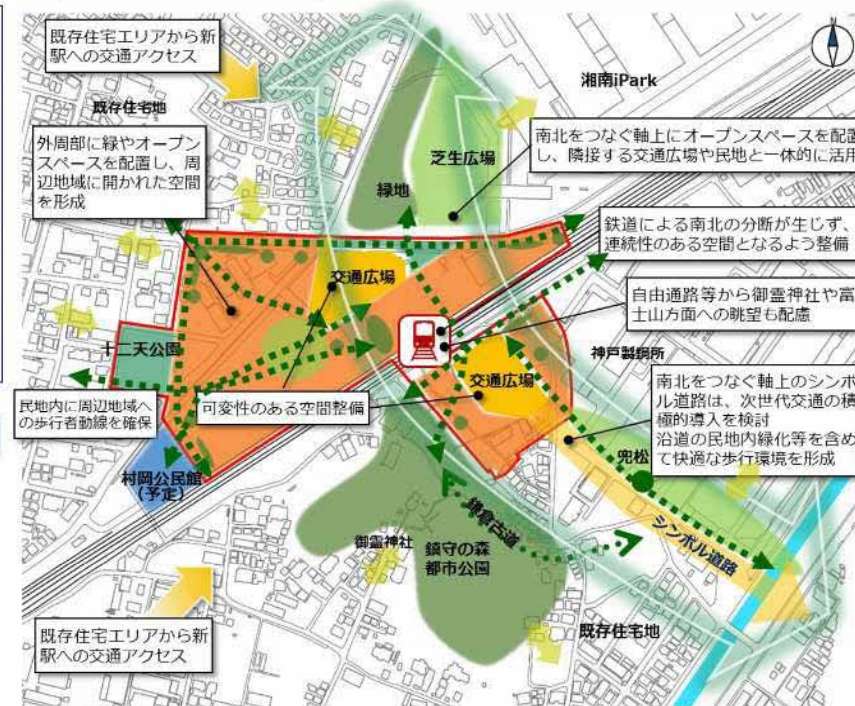 既存住宅エリアから新
駅への交通アクセス
N
湘南iPark
既存住宅地
外周部に緑やオープン
スペースを配置し、周
辺地域に開かれた空間
を形成
芝生広場
緑地
南北をつなぐ軸上にオープンスペースを配置
し、隣接する交通広場や民地と一体的に活用
鉄道による南北の分断が生じず、
連続性のある空間となるよう整備
交通広場
自由通路等から御霊神社や富
士山方面への眺望も配慮
十二天公園
神戸製鋼所
交通広場
南北をつなぐ軸上のシンボ
ル道路は、次世代交通の積
極的導入を検討
沿道の民地内緑化等を含め
て快適な歩行環境を形成
民地内に周辺地域へ
の歩行者動線を確保
可変性のある空間整備
兜松
村岡公民館
(予定)
鎌倉古道
シンボル道路
御霊神社
鎮守の森
都市公園
既存住宅地
既存住宅エリアから新
駅への交通アクセス